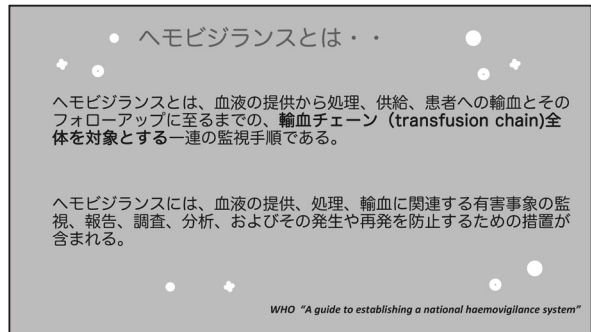 ヘモビジランスとは・・
ヘモビジランスとは、血液の提供から処理、供給、患者への輸血とその
フォローアップに至るまでの、輸血チェーン（transfusion chain)全
体を対象とする一連の監視手順である。
ヘモビジランスには、血液の提供、処理、輸血に関連する有害事象の監
視、報告、調査、分析、およびその発生や再発を防止するための措置が
含まれる。
WHO “A guide to establishing a national haemovigilance system”